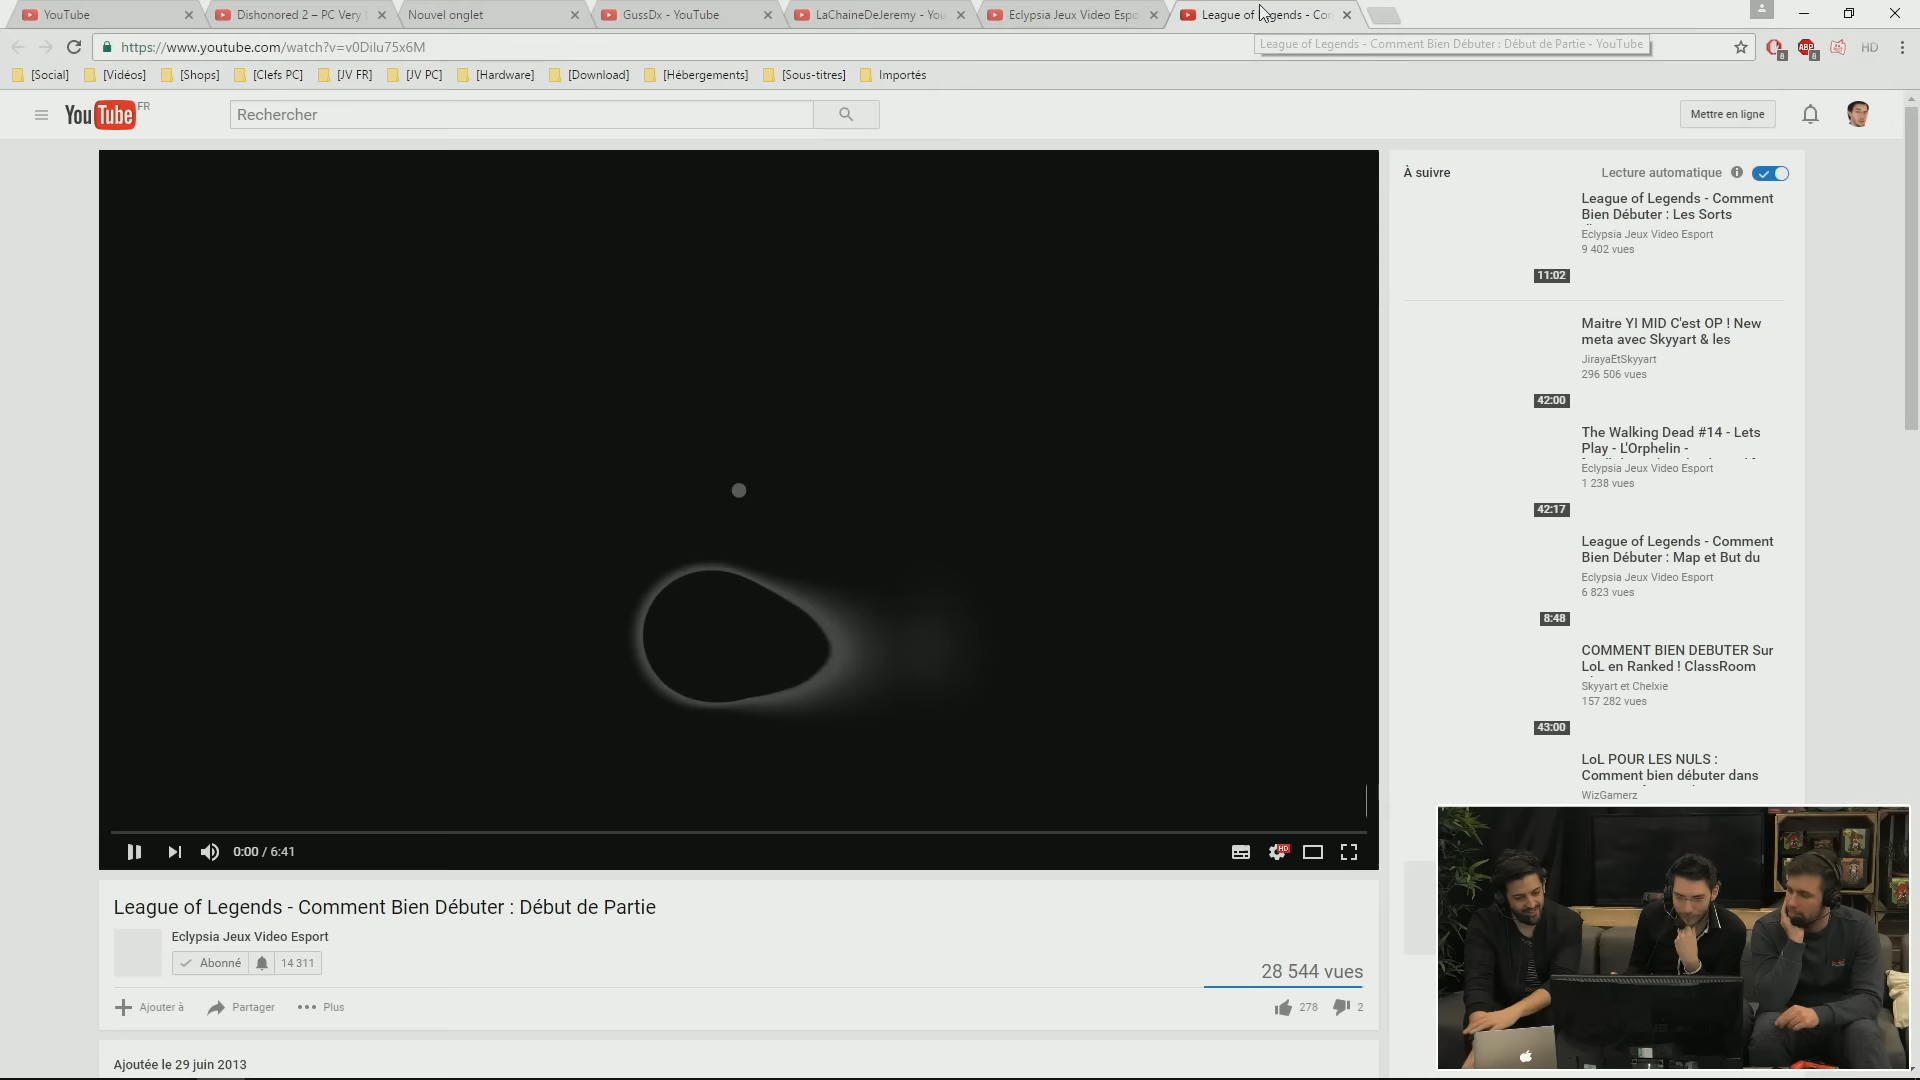 YouTube
Dishonored 2 – PC Very
Nouvel onglet
GussDx - YouTube
LaChaineDeJeremy - You
Eclypsia Jeux Video Espo
League of Legends - Co
https://www.youtube.com/watch?v=v0Dilu75x6M
League of Legends - Comment Bien Débuter : Début de Partie - YouTube
8
ABP
8
HD
[Social]
[Vidéos]
[Shops]
[Clefs PC]
[JV FR]
[JV PC]
[Hardware]
[Download]
[Hébergements]
[Sous-titres]
Importés
YouTube FR
Rechercher
Mettre en ligne
À suivre
Lecture automatique
League of Legends - Comment
Bien Débuter : Les Sorts
Eclypsia Jeux Video Esport
9 402 vues
11:02
Maitre YI MID C'est OP ! New
meta avec Skyyart & les
JirayaEtSkyyart
296 506 vues
42:00
The Walking Dead #14 - Lets
Play - L'Orphelin -
Eclypsia Jeux Video Esport
1 238 vues
42:17
League of Legends - Comment
Bien Débuter : Map et But du
Eclypsia Jeux Video Esport
6 823 vues
8:48
COMMENT BIEN DEBUTER Sur
LoL en Ranked ! ClassRoom
Skyyart et Chelxie
157 282 vues
43:00
LoL POUR LES NULS :
Comment bien débuter dans
WizGamerz
0:00 / 6:41
HD
League of Legends - Comment Bien Débuter : Début de Partie
Eclypsia Jeux Video Esport
Abonné
14 311
28 544 vues
Ajouter à
Partager
Plus
278
2
Ajoutée le 29 juin 2013